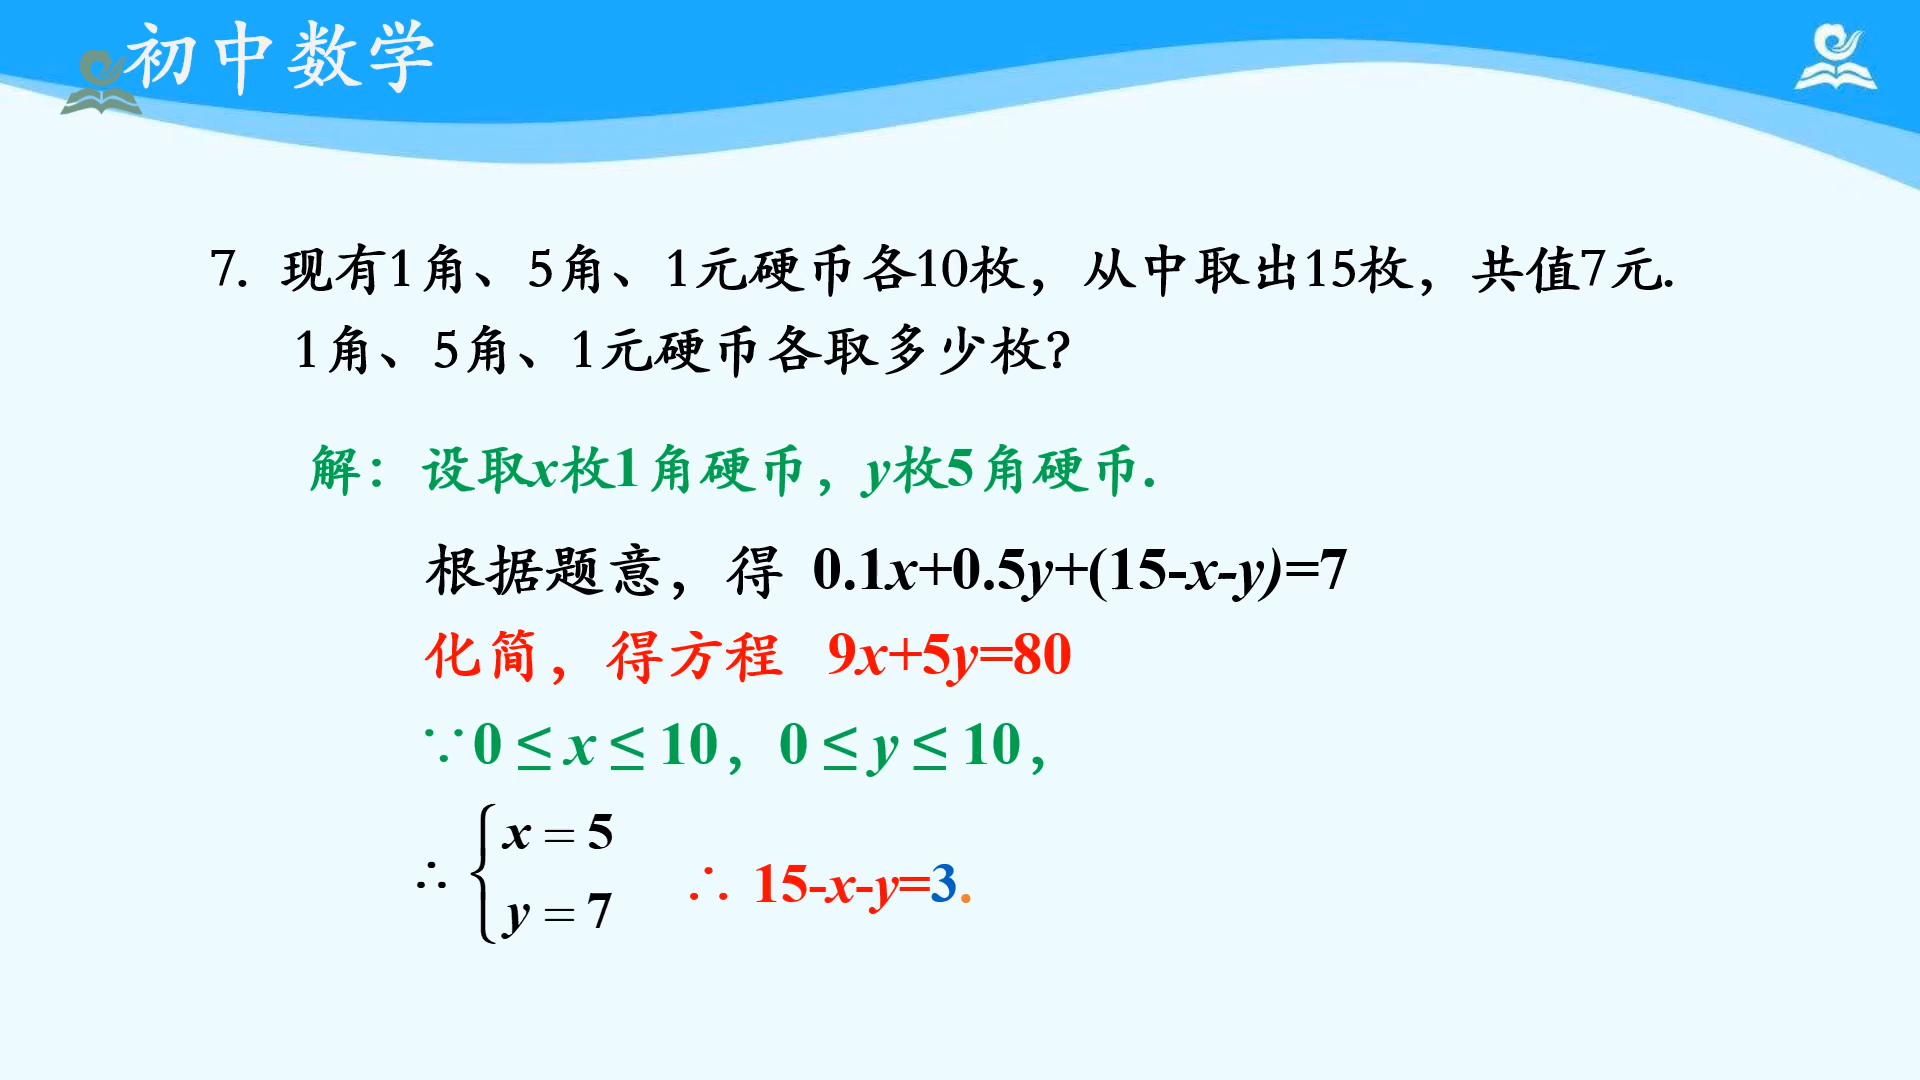 初中数学
7. 现有1角、5角、1元硬币各10枚，从中取出15枚，共值7元.
1角、5角、1元硬币各取多少枚？
解：设取x枚1角硬币，y枚5角硬币.
根据题意，得 0.1x+0.5y+(15-x-y)=7
化简，得方程 9x+5y=80
∵0 ≤ x ≤ 10，0 ≤ y ≤ 10，
∴ { x = 5
y = 7 ∴ 15-x-y=3.